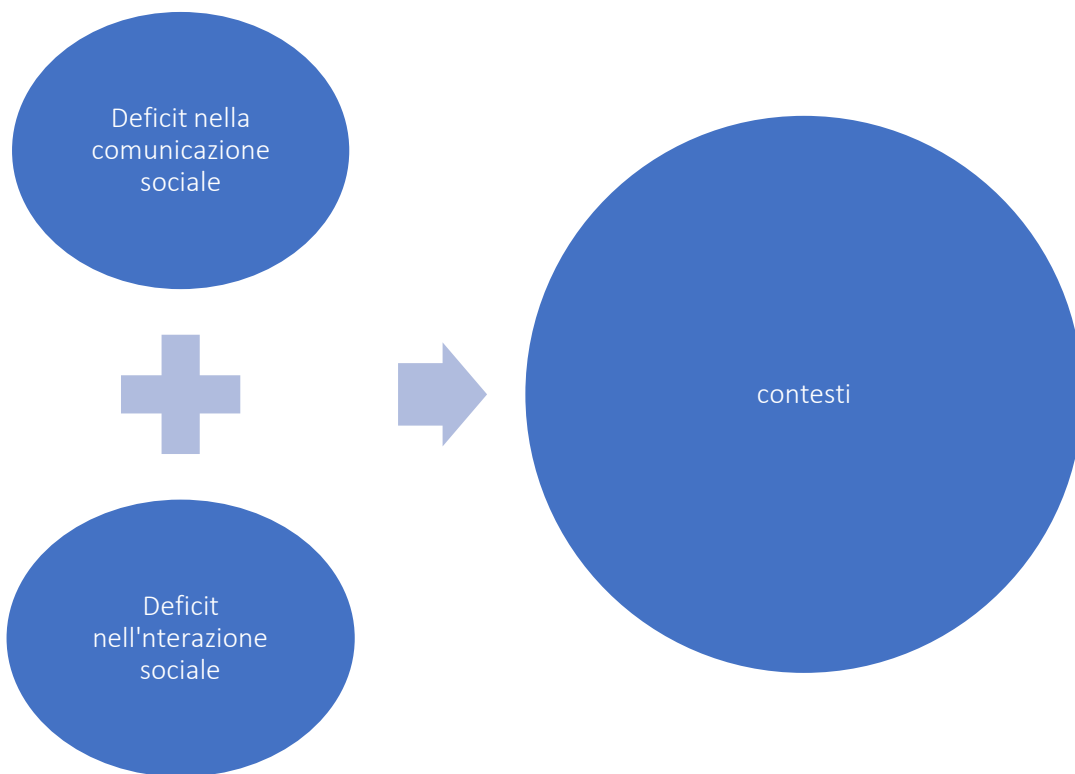 Deficit nella
comunicazione
sociale
Deficit
nell'nterazione
sociale
contesti